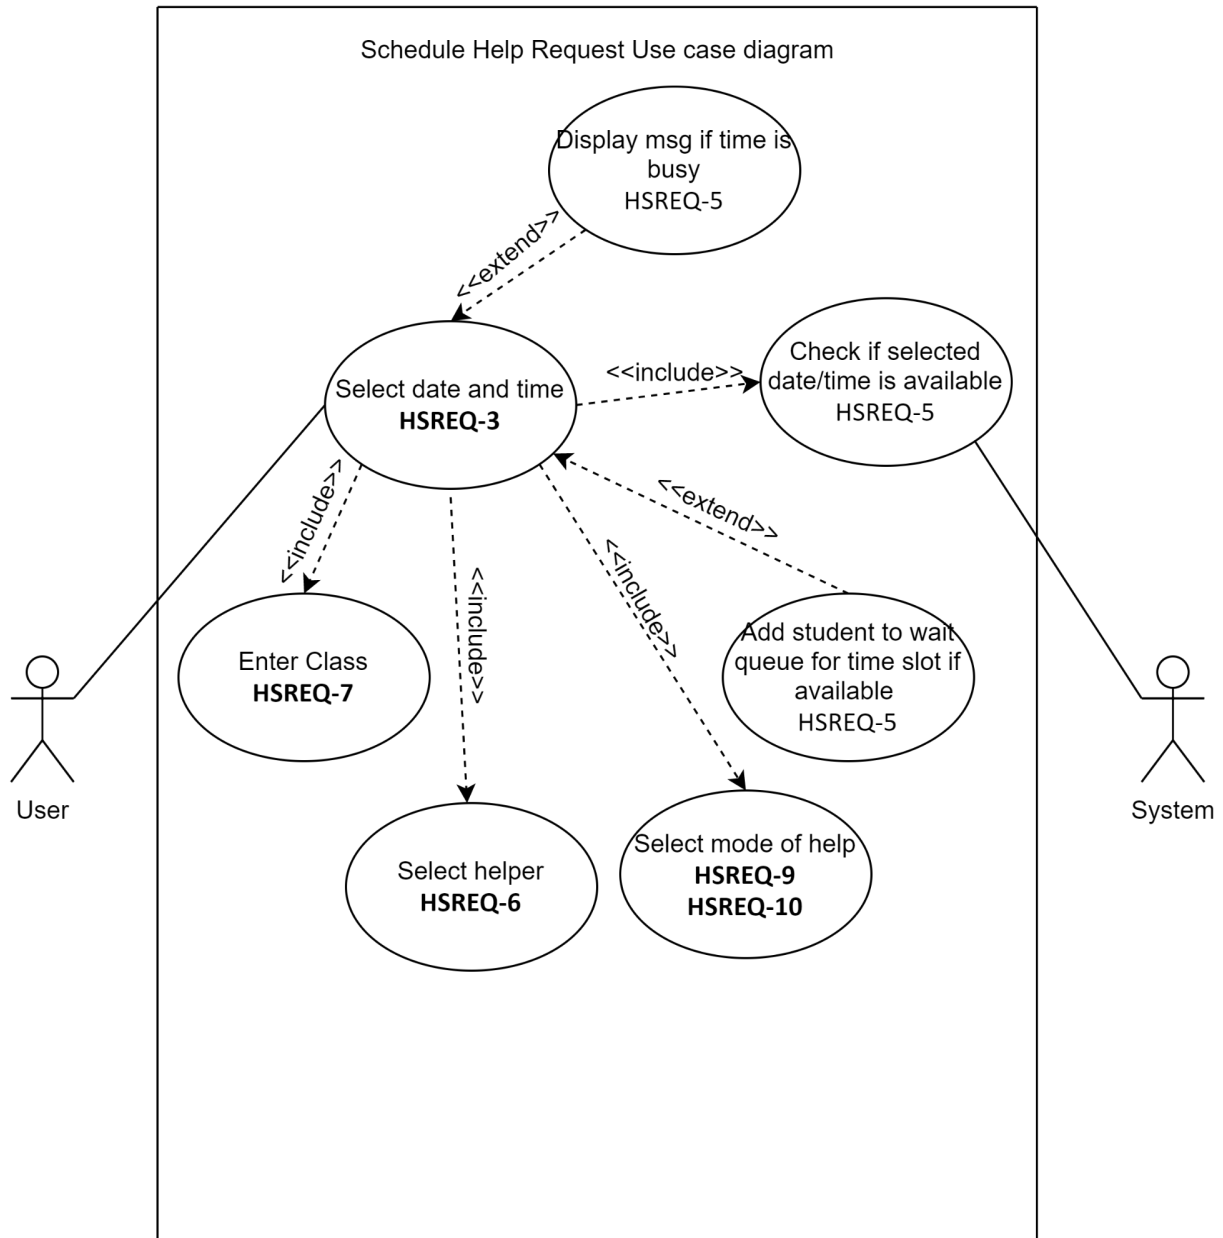 Schedule Help Request Use case diagram
Display msg if time is
busy
HSREQ-5
<<extend>>
Select date and time
HSREQ-3
<<include>>
Check if selected
date/time is available
HSREQ-5
<<include>>
<<include>>
<<include>>
<<extend>>
Enter Class
HSREQ-7
Add student to wait
queue for time slot if
available
HSREQ-5
User
System
Select helper
HSREQ-6
Select mode of help
HSREQ-9
HSREQ-10